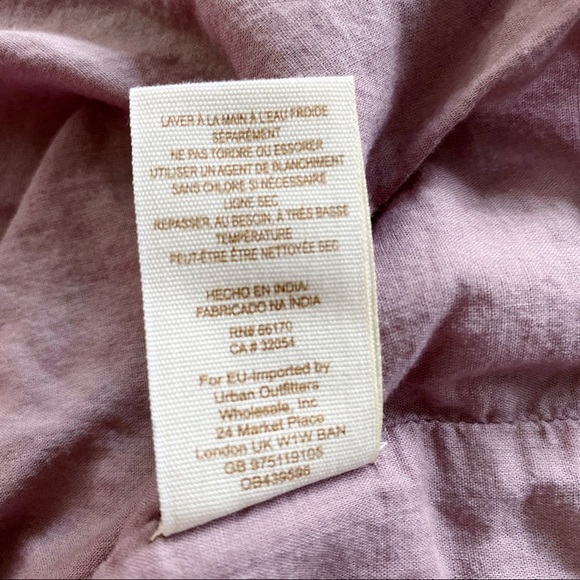 LAVER À LA MAIN À L'EAU FROIDE
SÉPARÉMENT
NE PAS TORDRE OU ESSORER
UTILISER UN AGENT DE BLANCHIMENT
SANS CHLORE SI NÉCESSAIRE
LIGNE SEC
REPASSER, AU BESOIN, À TRÈS BASSE
TEMPÉRATURE
PEUT-ÊTRE ÊTRE NETTOYÉE SEC
HECHO EN INDIA/
FABRICADO NA ÍNDIA
RN# 66170
CA # 32054
For EU-Imported by
Urban Outfitters
Wholesale, Inc
24 Market Place
London UK W1W BAN
GB 975119105
OB439596